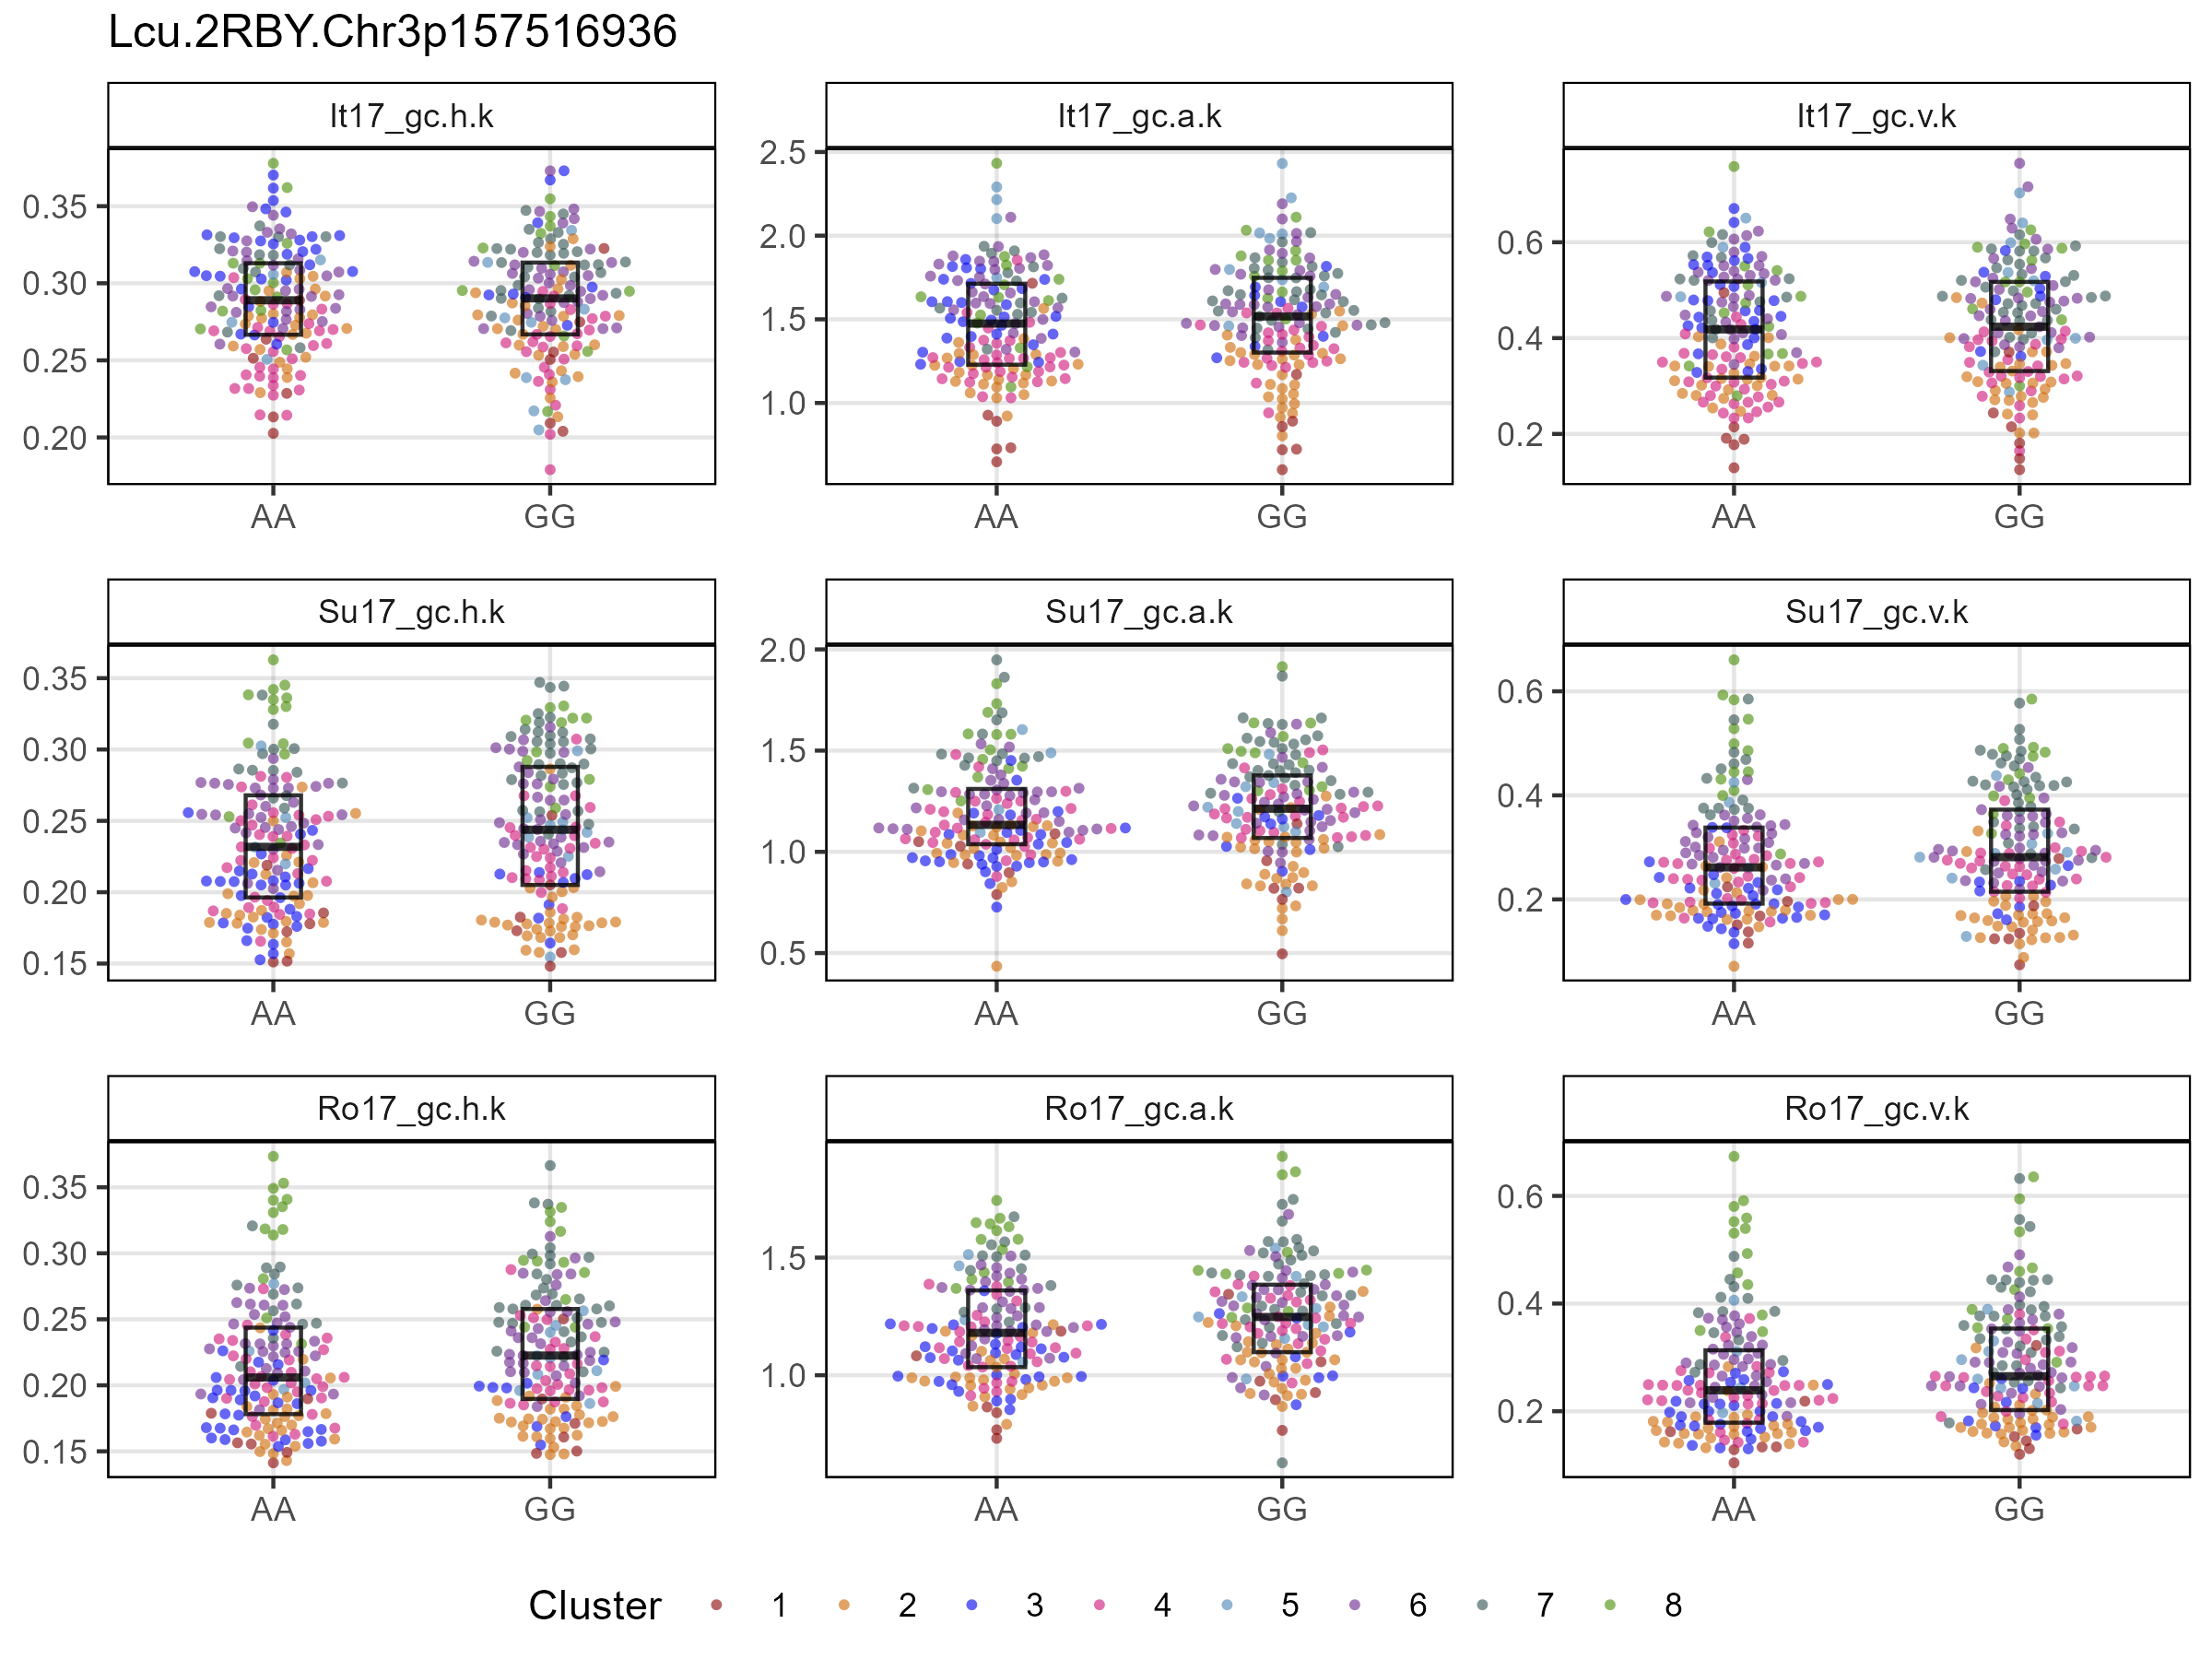 Lcu.2RBY.Chr3p157516936
It17_gc.h.k
It17_gc.a.k
It17_gc.v.k
0.35
0.30
0.25
0.20
AA
GG
2.5
2.0
1.5
1.0
AA
GG
0.6
0.4
0.2
AA
GG
Su17_gc.h.k
Su17_gc.a.k
Su17_gc.v.k
0.35
0.30
0.25
0.20
0.15
AA
GG
2.0
1.5
1.0
0.5
AA
GG
0.6
0.4
0.2
AA
GG
Ro17_gc.h.k
Ro17_gc.a.k
Ro17_gc.v.k
0.35
0.30
0.25
0.20
0.15
AA
GG
1.5
1.0
AA
GG
0.6
0.4
0.2
AA
GG
Cluster 1 2 3 4 5 6 7 8